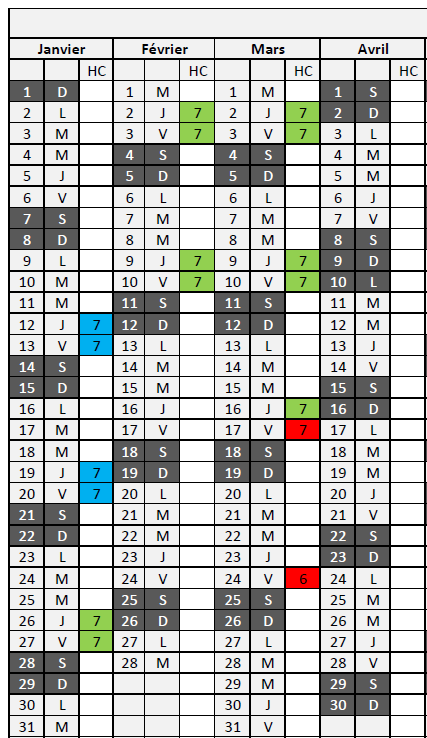 Janvier Février Mars Avril
HC HC HC HC
1 D 1 M 1 M 1 S
2 L 2 J 7 2 J 7 2 D
3 M 3 V 7 3 V 7 3 L
4 M 4 S 4 S 4 M
5 J 5 D 5 D 5 M
6 V 6 L 6 L 6 J
7 S 7 M 7 M 7 V
8 D 8 M 8 M 8 S
9 L 9 J 7 9 J 7 9 D
10 M 10 V 7 10 V 7 10 L
11 M 11 S 11 S 11 M
12 J 7 12 D 12 D 12 M
13 V 7 13 L 13 L 13 J
14 S 14 M 14 M 14 V
15 D 15 M 15 M 15 S
16 L 16 J 16 J 7 16 D
17 M 17 V 17 V 7 17 L
18 M 18 S 18 S 18 M
19 J 7 19 D 19 D 19 M
20 V 7 20 L 20 L 20 J
21 S 21 M 21 M 21 V
22 D 22 M 22 M 22 S
23 L 23 J 23 J 23 D
24 M 24 V 24 V 6 24 L
25 M 25 S 25 S 25 M
26 J 7 26 D 26 D 26 M
27 V 7 27 L 27 L 27 J
28 S 28 M 28 M 28 V
29 D 29 M 29 S
30 L 30 J 30 D
31 M 31 V